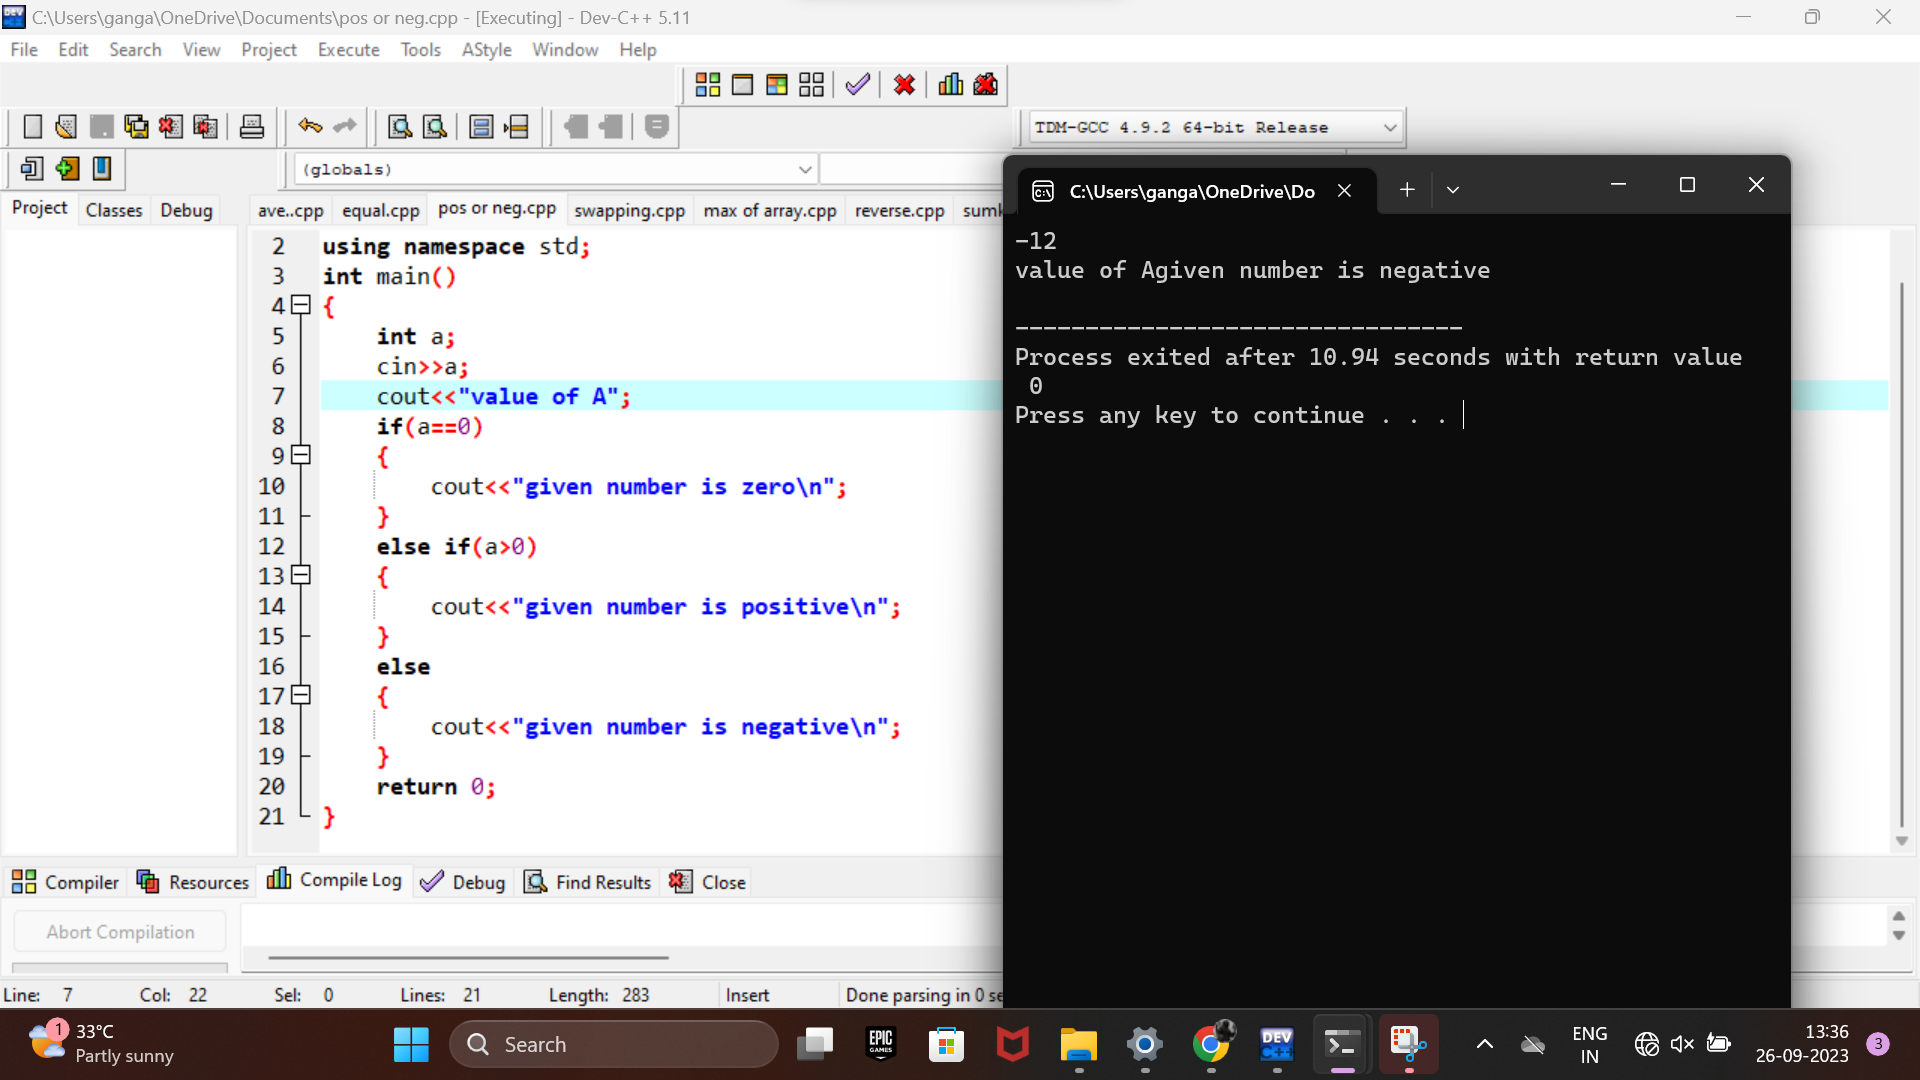 C:\Users\ganga\OneDrive\Documents\pos or neg.cpp - [Executing] - Dev-C++ 5.11
File Edit Search View Project Execute Tools AStyle Window Help
TDM-GCC 4.9.2 64-bit Release
(globals)
Project Classes Debug
ave..cpp equal.cpp pos or neg.cpp swapping.cpp max of array.cpp reverse.cpp sum
2 using namespace std;
3 int main()
4 {
5 int a;
6 cin>>a;
7 cout<<"value of A";
8 if(a==0)
9 {
10 cout<<"given number is zero\n";
11 }
12 else if(a>0)
13 {
14 cout<<"given number is positive\n";
15 }
16 else
17 {
18 cout<<"given number is negative\n";
19 }
20 return 0;
21 }
C:\Users\ganga\OneDrive\Do
-12
value of Agiven number is negative
--------------------------------
Process exited after 10.94 seconds with return value
0
Press any key to continue . . .
Compiler Resources Compile Log Debug Find Results Close
Abort Compilation
Line: 7 Col: 22 Sel: 0 Lines: 21 Length: 283 Insert Done parsing in 0 se
1
33°C
Partly sunny
Search
EPIC GAMES
DEV C++
ENG
IN
13:36
26-09-2023
3